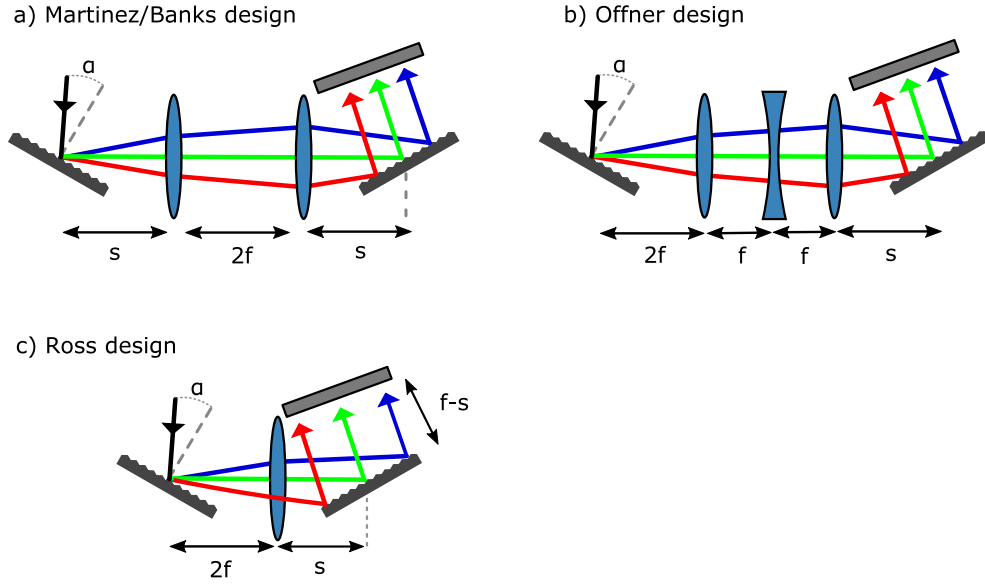 a) Martinez/Banks design
α
s
2f
s
b) Offner design
α
2f
f
f
s
c) Ross design
α
f-s
2f
s